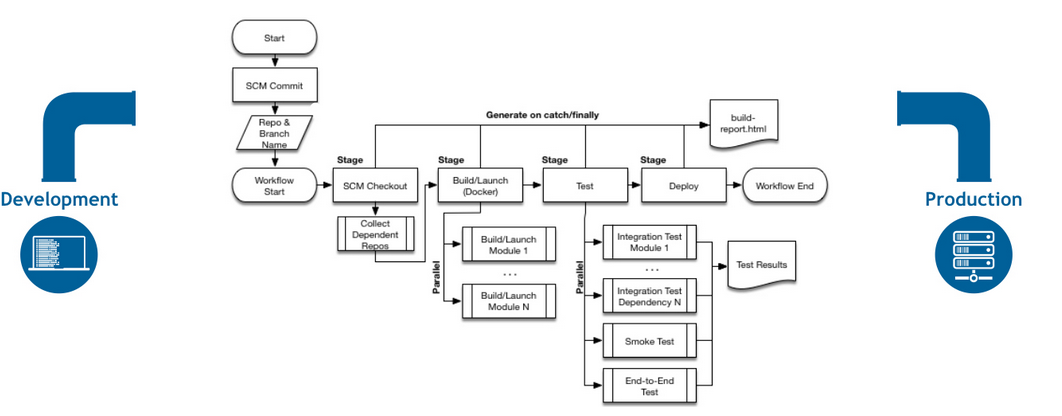 Start
SCM Commit
Repo &
Branch
Name
Workflow
Start
Generate on catch/finally
build-
report.html
Stage
SCM Checkout
Stage
Build/Launch
(Docker)
Stage
Test
Stage
Deploy
Workflow End
Collect
Dependent
Repos
Parallel
Build/Launch
Module 1
...
Build/Launch
Module N
Parallel
Integration Test
Module 1
...
Integration Test
Dependency N
Smoke Test
End-to-End
Test
Test Results
Development
Production